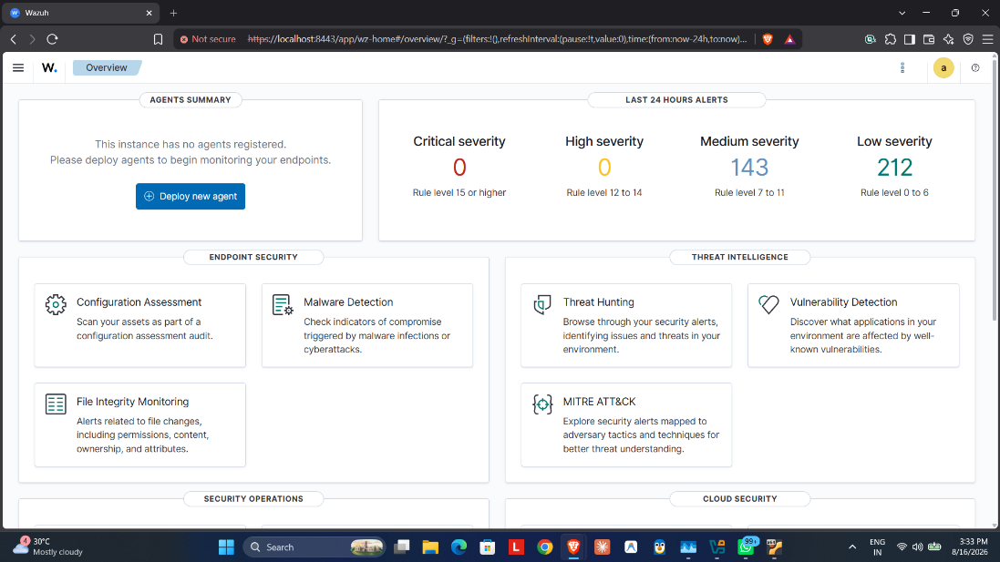 Wazuh
Not secure https://localhost:8443/app/wz-home#/overview/?_g=(filters:!(),refreshInterval:(pause:!t,value:0),time:(from:now-24h,to:now)...
W. Overview a
AGENTS SUMMARY
This instance has no agents registered.
Please deploy agents to begin monitoring your endpoints.
Deploy new agent
LAST 24 HOURS ALERTS
Critical severity
0
Rule level 15 or higher
High severity
0
Rule level 12 to 14
Medium severity
143
Rule level 7 to 11
Low severity
212
Rule level 0 to 6
ENDPOINT SECURITY
Configuration Assessment
Scan your assets as part of a
configuration assessment audit.
Malware Detection
Check indicators of compromise
triggered by malware infections or
cyberattacks.
File Integrity Monitoring
Alerts related to file changes,
including permissions, content,
ownership, and attributes.
THREAT INTELLIGENCE
Threat Hunting
Browse through your security alerts,
identifying issues and threats in your
environment.
Vulnerability Detection
Discover what applications in your
environment are affected by well-
known vulnerabilities.
MITRE ATT&CK
Explore security alerts mapped to
adversary tactics and techniques for
better threat understanding.
SECURITY OPERATIONS
CLOUD SECURITY
4
30°C
Mostly cloudy
Search
L
99+
ENG
IN
3:33 PM
8/16/2026